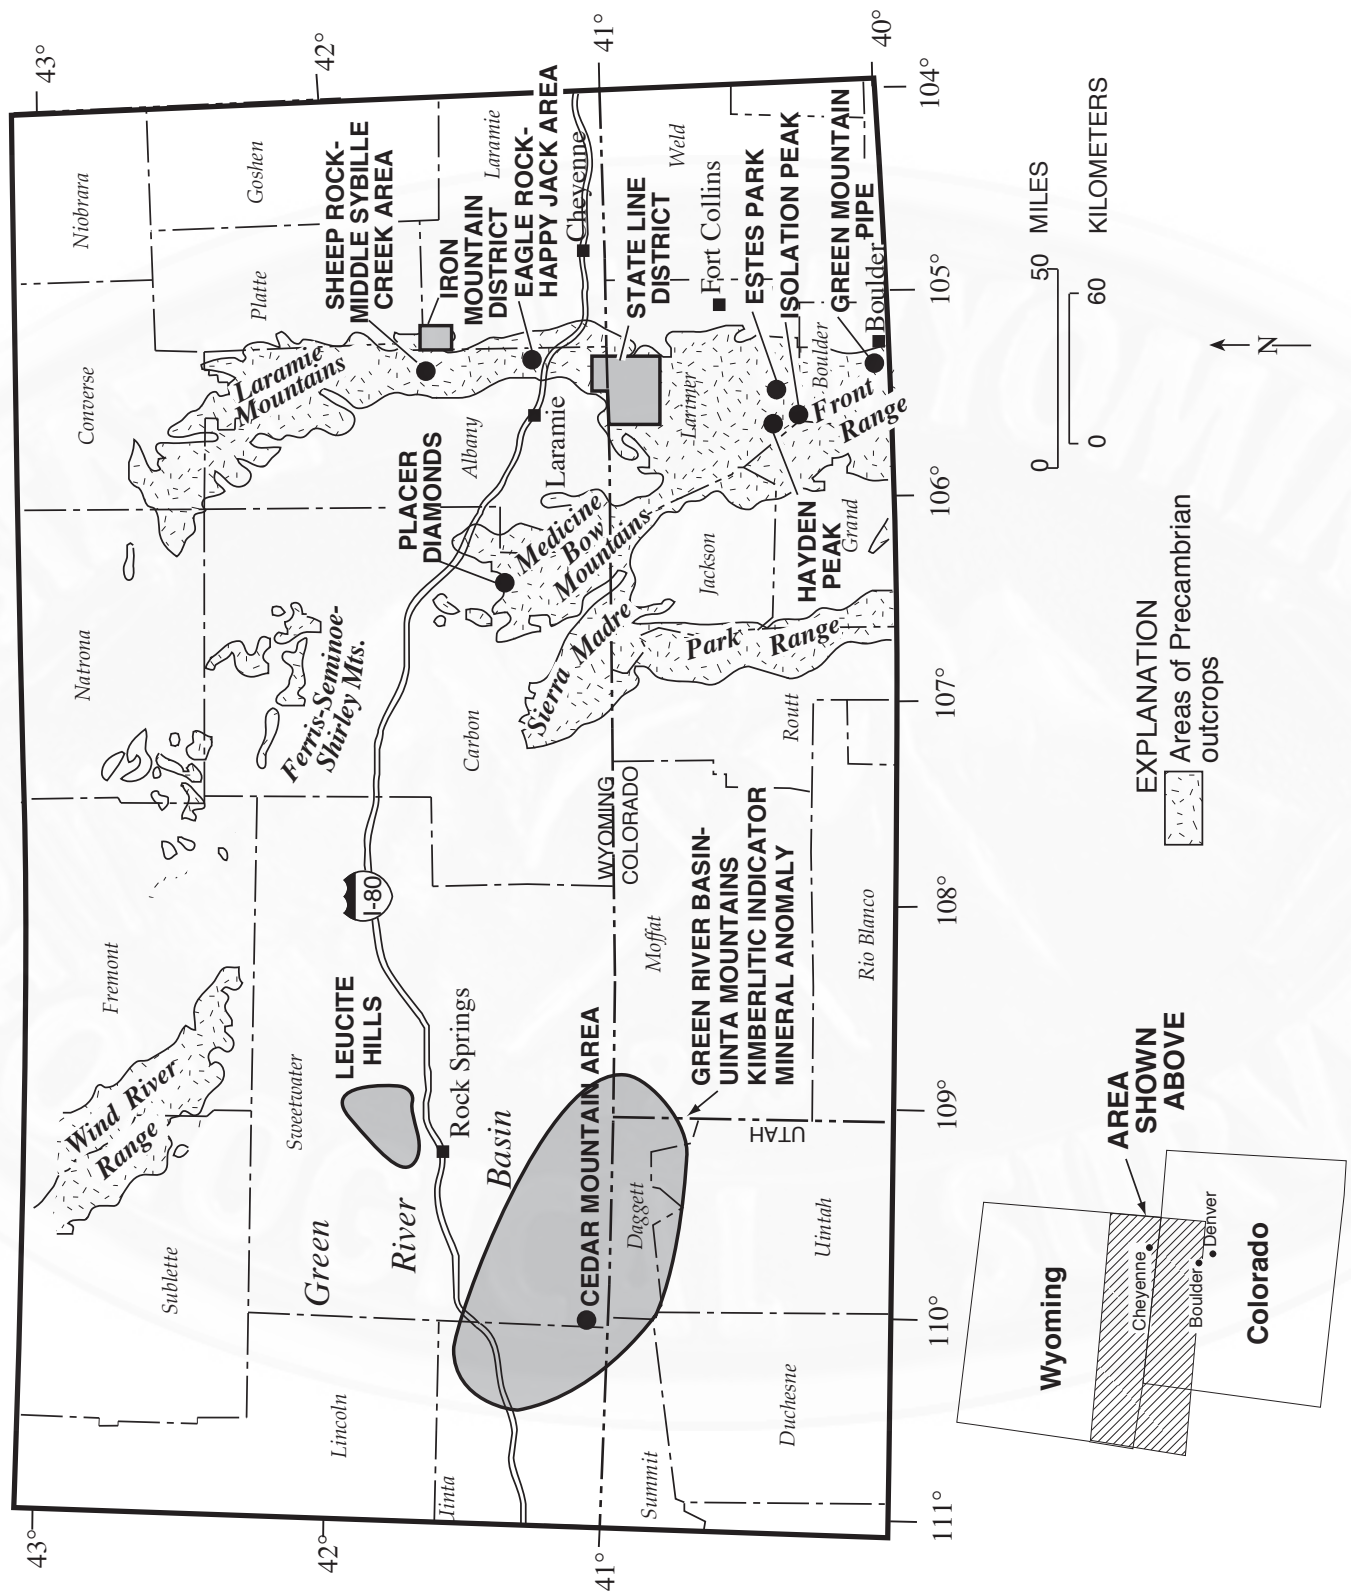 43°
42°
41°
40°
43°
42°
41°
104°
105°
106°
107°
108°
109°
110°
111°
Niobrara
Goshen
Converse
Platte
Laramie
Weld
Natrona
Albany
Larimer
Boulder
Fremont
Carbon
Jackson
Grand
Routt
Sublette
Sweetwater
Moffat
Rio Blanco
Lincoln
Daggett
Uintah
Summit
Duchesne
SHEEP ROCK-
MIDDLE SYBILLE
CREEK AREA
IRON
MOUNTAIN
DISTRICT
EAGLE ROCK-
HAPPY JACK AREA
Cheyenne
STATE LINE
DISTRICT
Fort Collins
ESTES PARK
ISOLATION PEAK
GREEN MOUNTAIN
PIPE
Boulder
Laramie
Mountains
PLACER
DIAMONDS
Laramie
Medicine
Bow
Mountains
Front
Range
HAYDEN
PEAK
Sierra Madre
Park Range
Ferris-Seminoe-
Shirley Mts.
WYOMING
COLORADO
I-80
LEUCITE
HILLS
Rock Springs
Wind River
Range
Green
River
Basin
CEDAR MOUNTAIN AREA
GREEN RIVER BASIN-
UINTA MOUNTAINS
KIMBERLITIC INDICATOR
MINERAL ANOMALY
UTAH
0 50 MILES
0 60 KILOMETERS
N
EXPLANATION
Areas of Precambrian
outcrops
AREA
SHOWN
ABOVE
Wyoming
Cheyenne
Boulder
Denver
Colorado